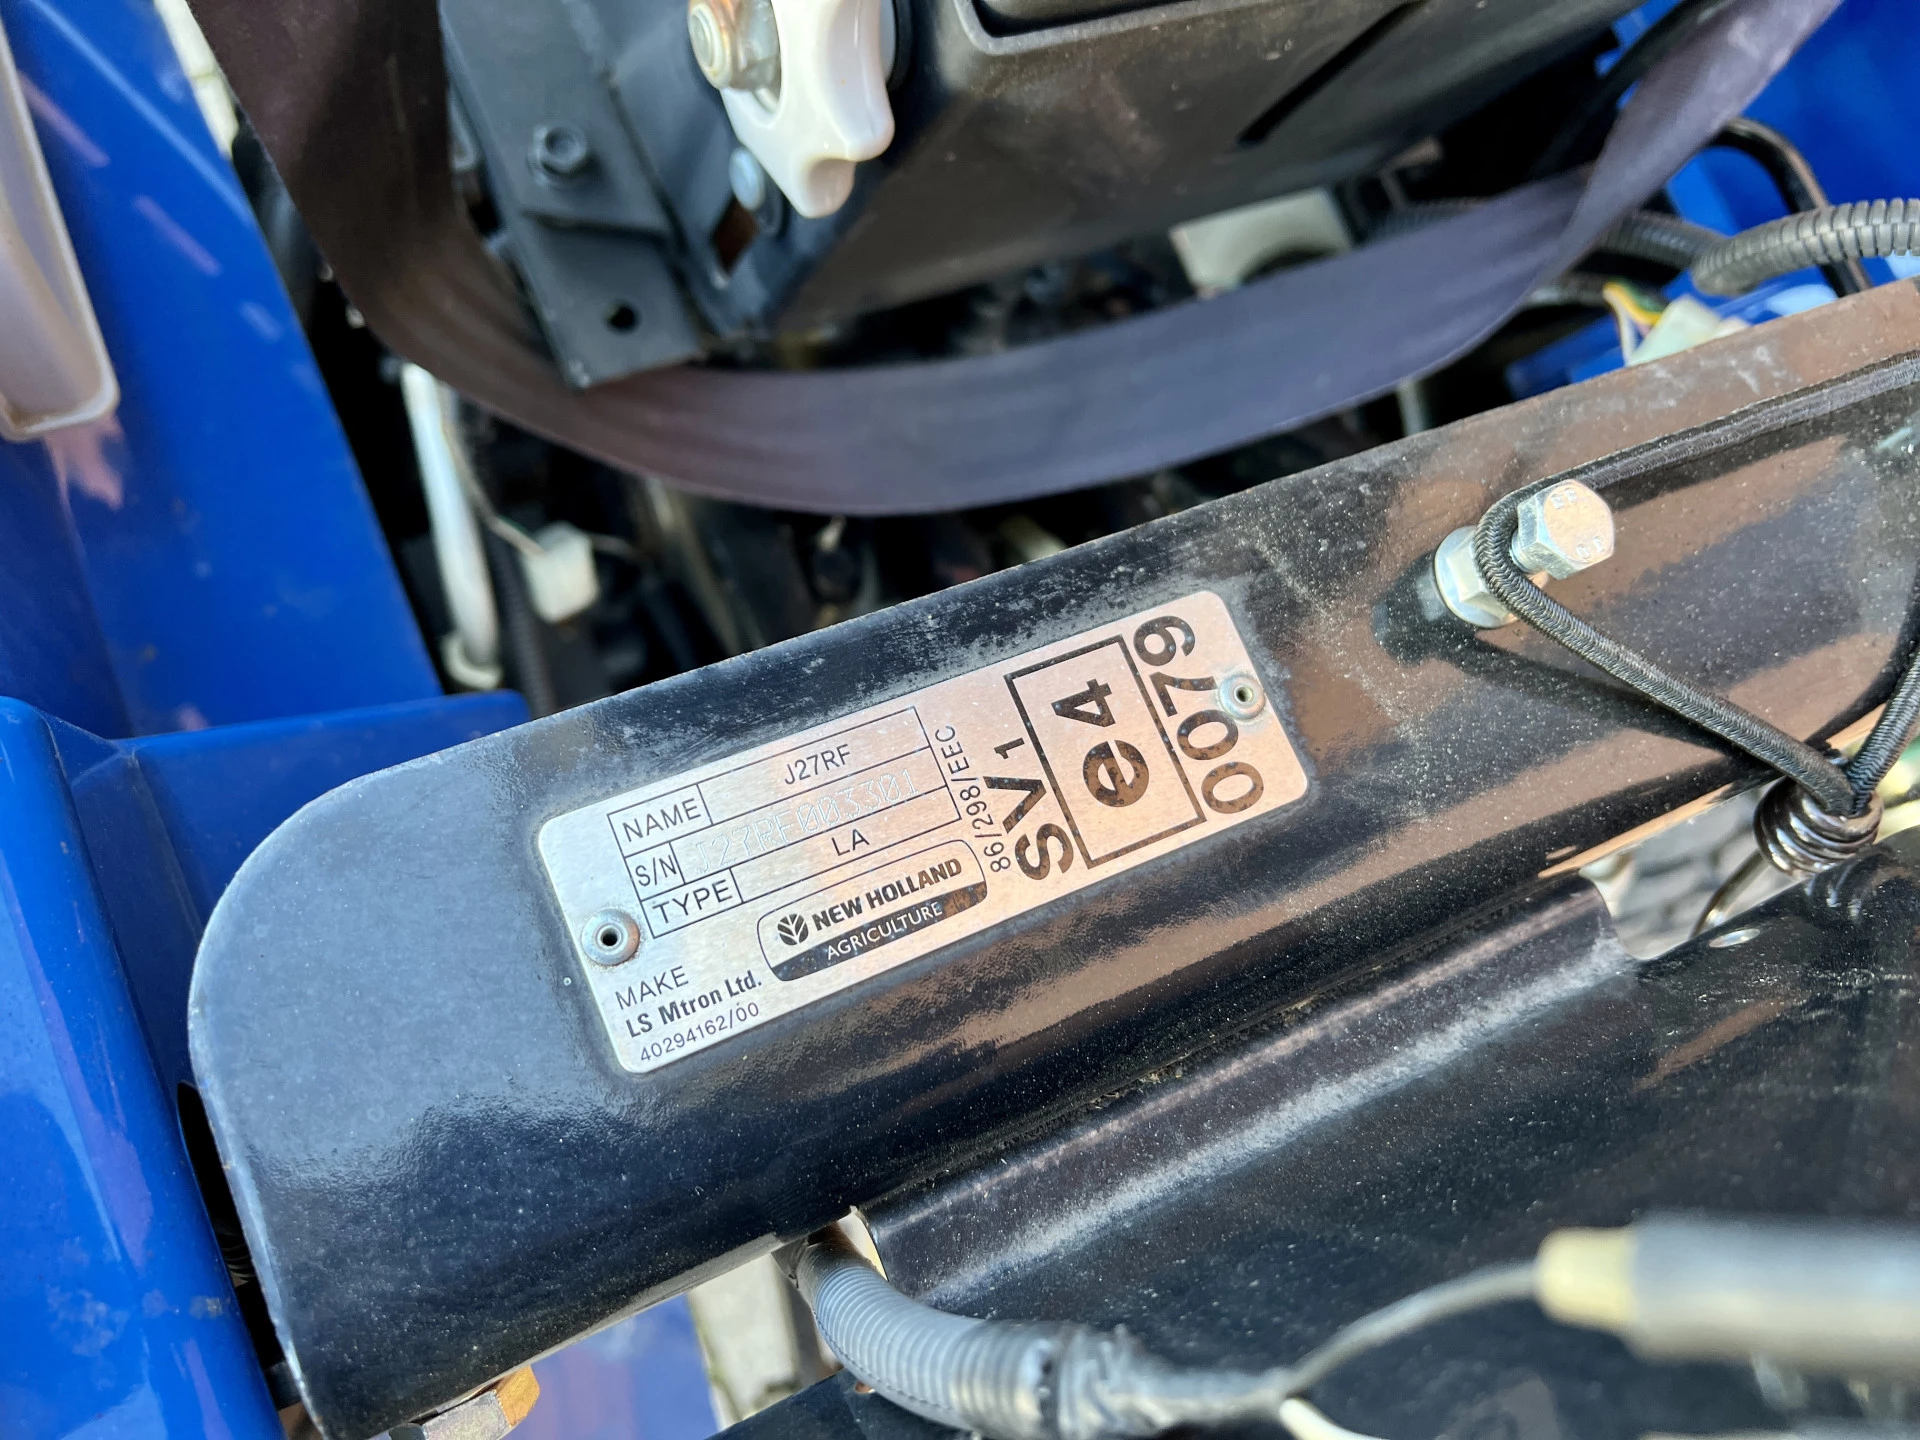 NAME J27RF
S/N J27RF003301
TYPE LA
MAKE
LS Mtron Ltd.
40294162/00
NEW HOLLAND
AGRICULTURE
86/298/EEC
SV1
e4
0079